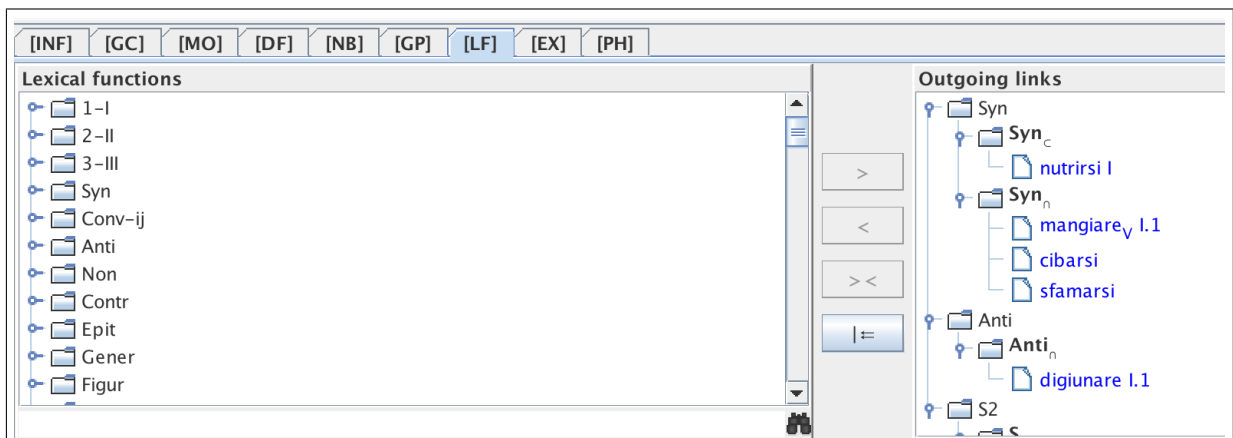 [INF] [GC] [MO] [DF] [NB] [GP] [LF] [EX] [PH]
Lexical functions
1-I
2-II
3-III
Syn
Conv-ij
Anti
Non
Contr
Epit
Gener
Figur
>
<
> <
|⇇
Outgoing links
Syn
Syn⊂
nutrirsi I
Syn∩
mangiareV I.1
cibarsi
sfamarsi
Anti
Anti∩
digiunare I.1
S2
S